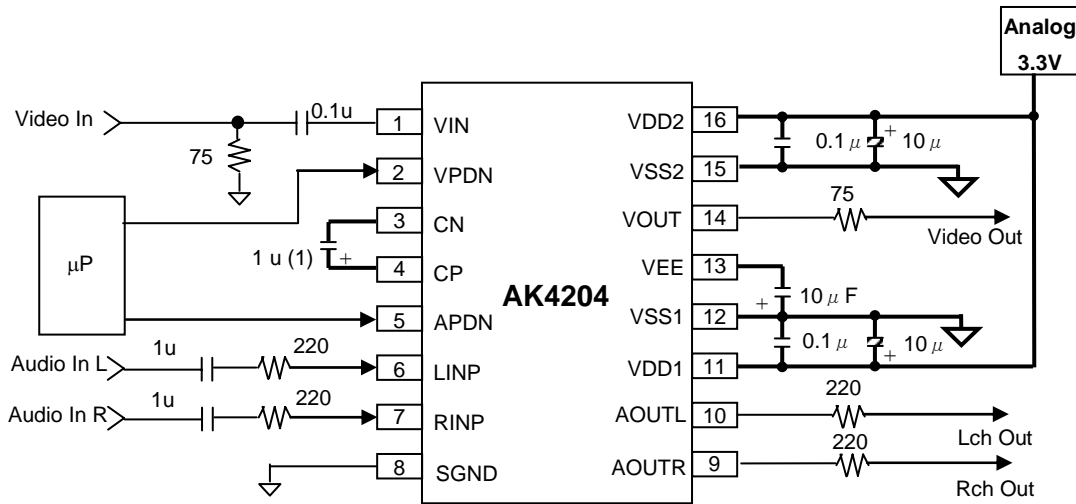 Analog
3.3V
Video In
0.1u
75
1 VIN
2 VPDN
3 CN
4 CP
5 APDN
6 LINP
7 RINP
8 SGND
µP
1 u (1) +
Audio In L
1u
220
Audio In R
1u
220
AK4204
VDD2 16
VSS2 15
VOUT 14
VEE 13
VSS1 12
VDD1 11
AOUTL 10
AOUTR 9
0.1 μ + 10 μ
75
Video Out
10 μ F
+
0.1 μ + 10 μ
220
Lch Out
220
Rch Out